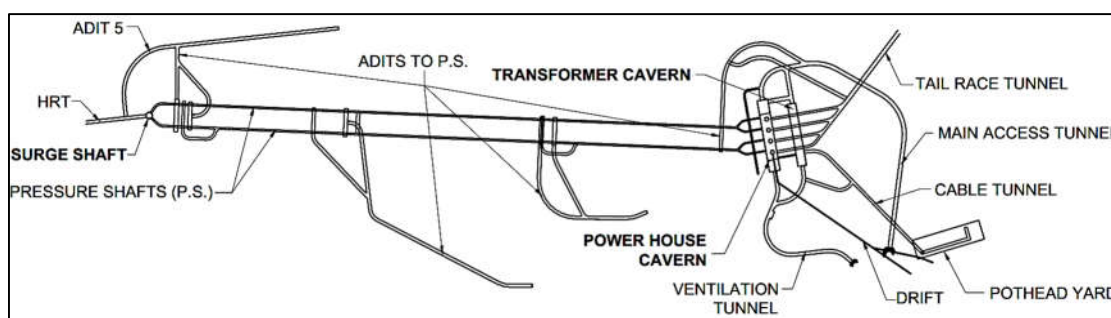 ADIT 5
ADITS TO P.S.
TRANSFORMER CAVERN
TAIL RACE TUNNEL
HRT
MAIN ACCESS TUNNEL
SURGE SHAFT
PRESSURE SHAFTS (P.S.)
CABLE TUNNEL
POWER HOUSE
CAVERN
VENTILATION
TUNNEL
DRIFT
POTHEAD YARD